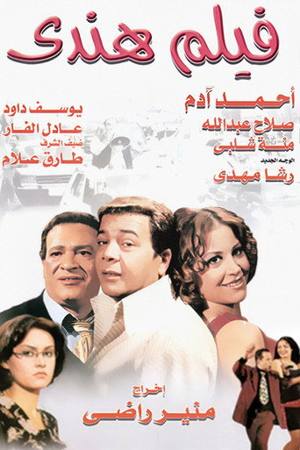 فيلم هندى
أحمد آدم
صلاح عبدالله
منة شلبى
الوجه الجديد
رشا مهدى
يوسف داود
عادل الفار
ضيف الشرف
طارق علام
إخراج
منير راضى